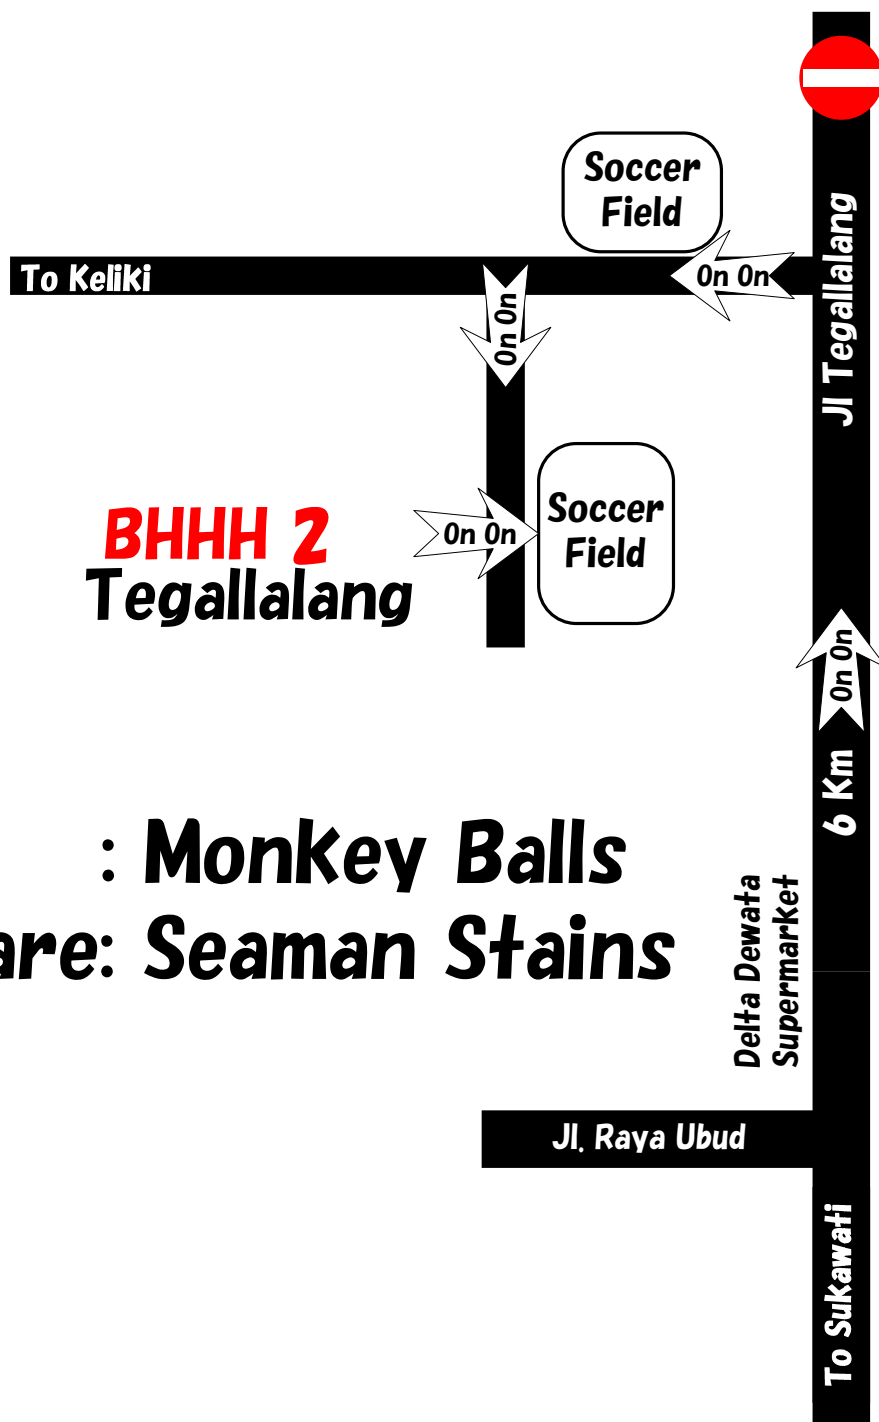 Soccer
Field
Jl Tegallalang
To Keliki
On On
On On
BHHH 2
Tegallalang
On On
Soccer
Field
On On
6 Km
: Monkey Balls
are: Seaman Stains
Delta Dewata
Supermarket
Jl. Raya Ubud
To Sukawati